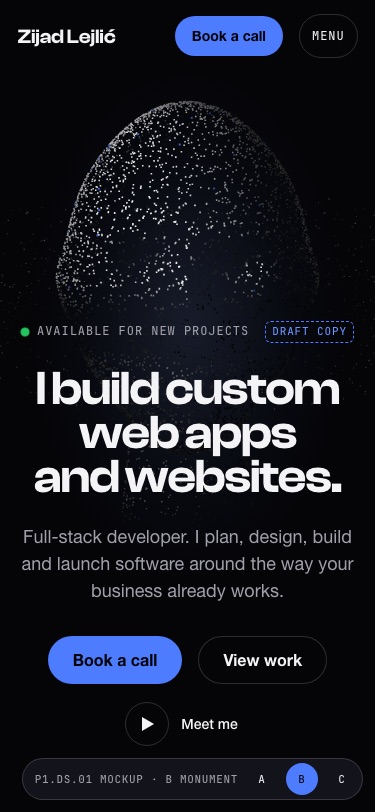 Zijad Lejlić
Book a call
MENU
AVAILABLE FOR NEW PROJECTS
DRAFT COPY
I build custom
web apps
and websites.
Full-stack developer. I plan, design, build
and launch software around the way your
business already works.
Book a call
View work
Meet me
P1.DS.01 MOCKUP · B MONUMENT
A
B
C